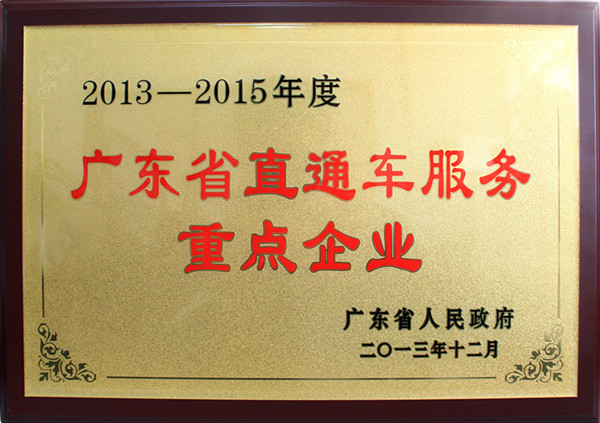 2013—2015年度
广东省直通车服务
重点企业
广东省人民政府
二〇一三年十二月